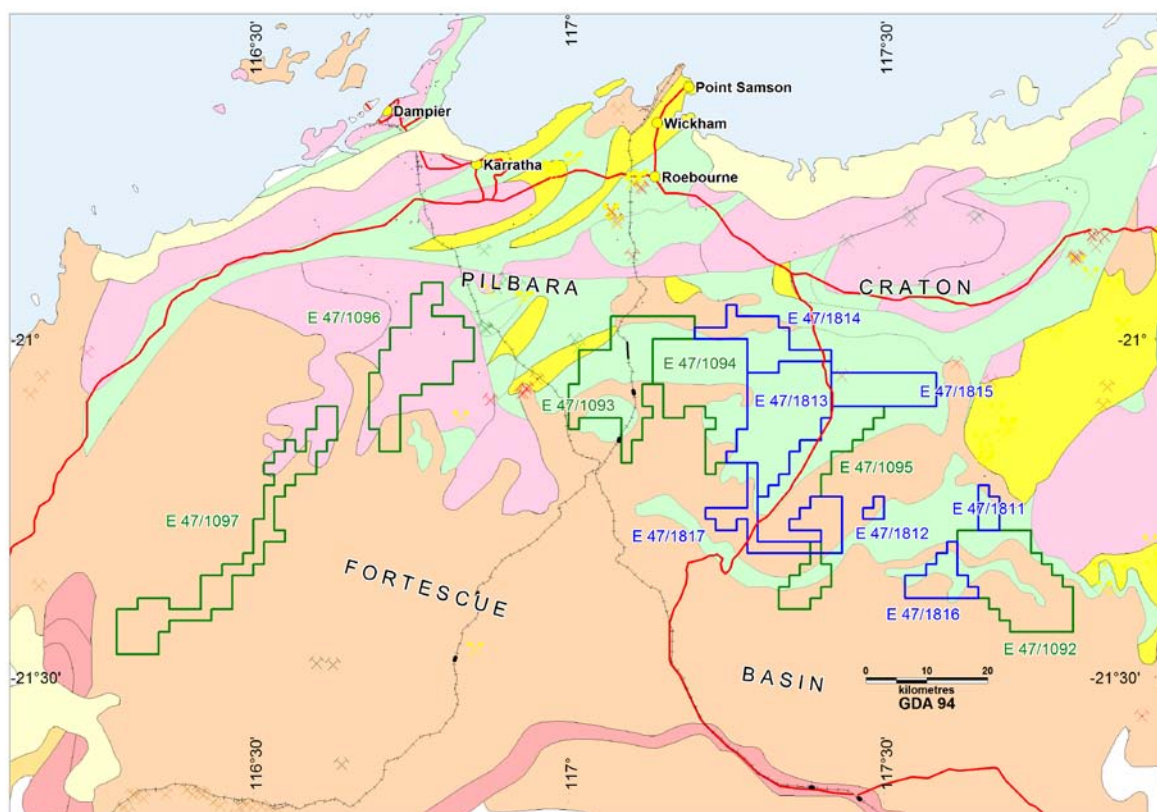 116°30'
117°
117°30'
Point Samson
Dampier
Wickham
Karratha
Roebourne
PILBARA
CRATON
E 47/1096
E 47/1814
-21°
-21°
E 47/1094
E 47/1815
E 47/1093
E 47/1813
E 47/1095
E 47/1811
E 47/1097
E 47/1817
E 47/1812
FORTESCUE
E 47/1816
E 47/1092
BASIN
0 10 20
kilometres
GDA 94
-21°30'
-21°30'
116°30'
117°
117°30'